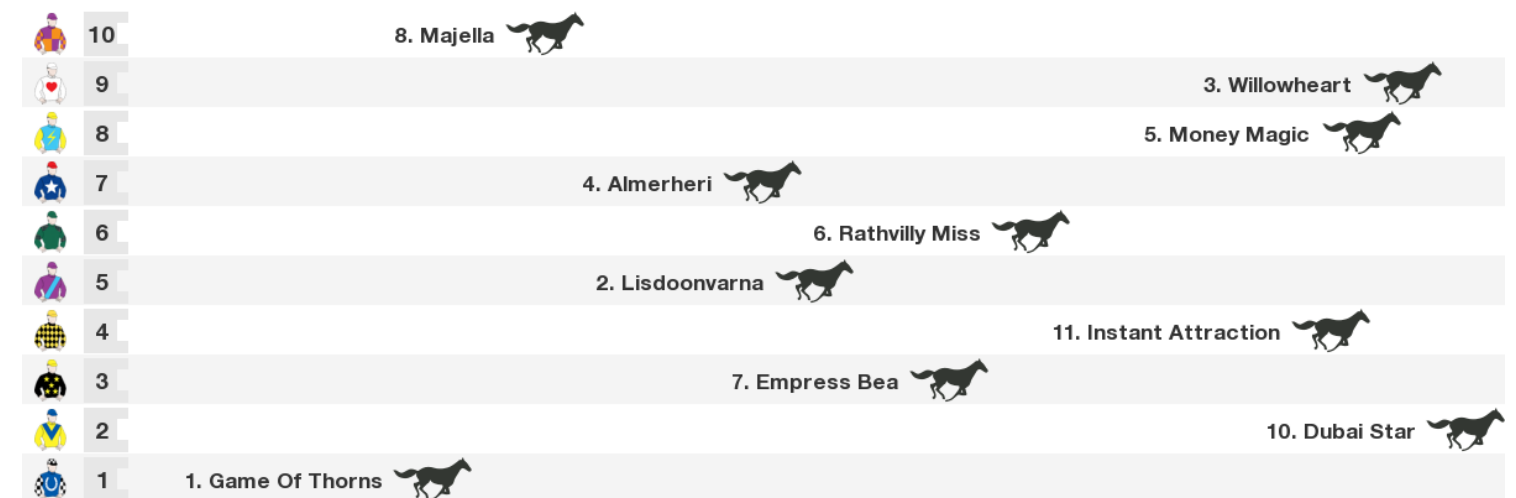 10 8. Majella
9 3. Willowheart
8 5. Money Magic
7 4. Almerheri
6 6. Rathvilly Miss
5 2. Lisdoonvarna
4 11. Instant Attraction
3 7. Empress Bea
2 10. Dubai Star
1 1. Game Of Thorns